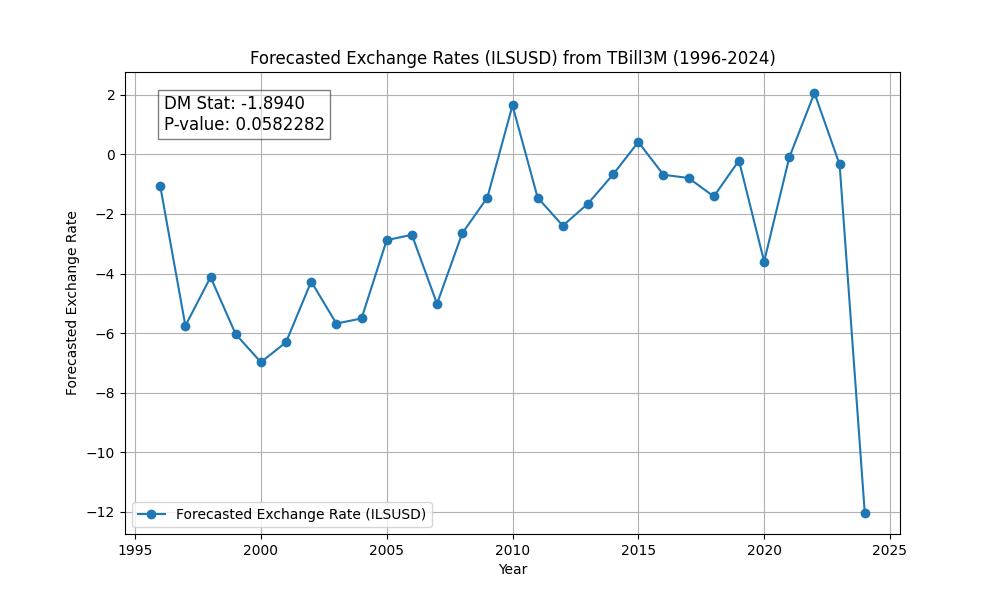 Forecasted Exchange Rates (ILSUSD) from TBill3M (1996-2024)
DM Stat: -1.8940
P-value: 0.0582282
Forecasted Exchange Rate
2
0
−2
−4
−6
−8
−10
−12
Forecasted Exchange Rate (ILSUSD)
1995
2000
2005
2010
2015
2020
2025
Year